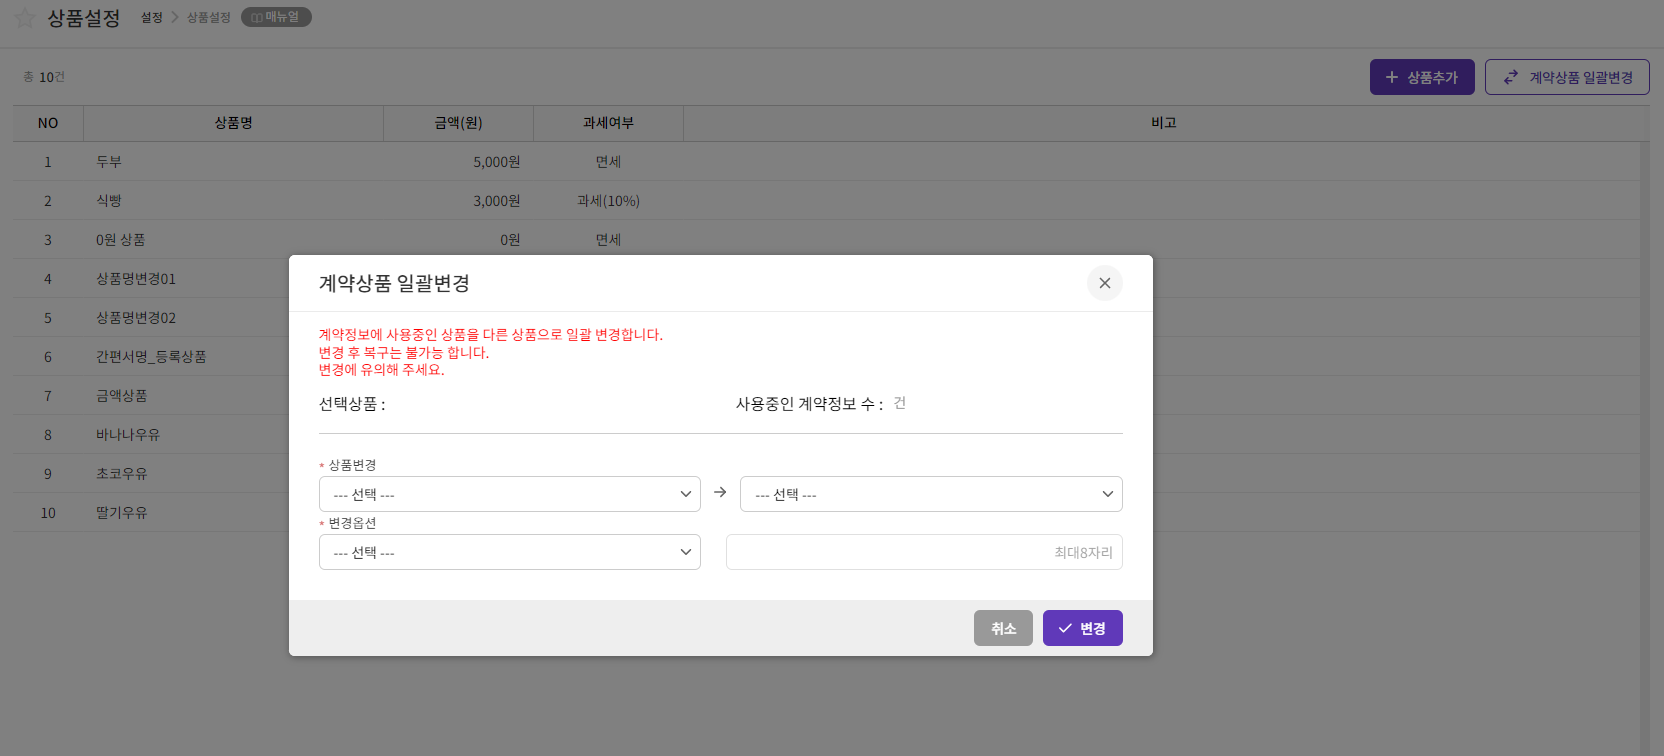 상품설정 설정 > 상품설정 매뉴얼
총 10건
+ 상품추가 계약상품 일괄변경
NO 상품명 금액(원) 과세여부 비고
1 두부 5,000원 면세
2 식빵 3,000원 과세(10%)
3 0원 상품 0원 면세
4 상품명변경01
5 상품명변경02
6 간편서명_등록상품
7 금액상품
8 바나나우유
9 초코우유
10 딸기우유
계약상품 일괄변경
계약정보에 사용중인 상품을 다른 상품으로 일괄 변경합니다.
변경 후 복구는 불가능 합니다.
변경에 유의해 주세요.
선택상품 : 사용중인 계약정보 수 : 건
* 상품변경
--- 선택 --- → --- 선택 ---
* 변경옵션
--- 선택 --- 최대8자리
취소 변경